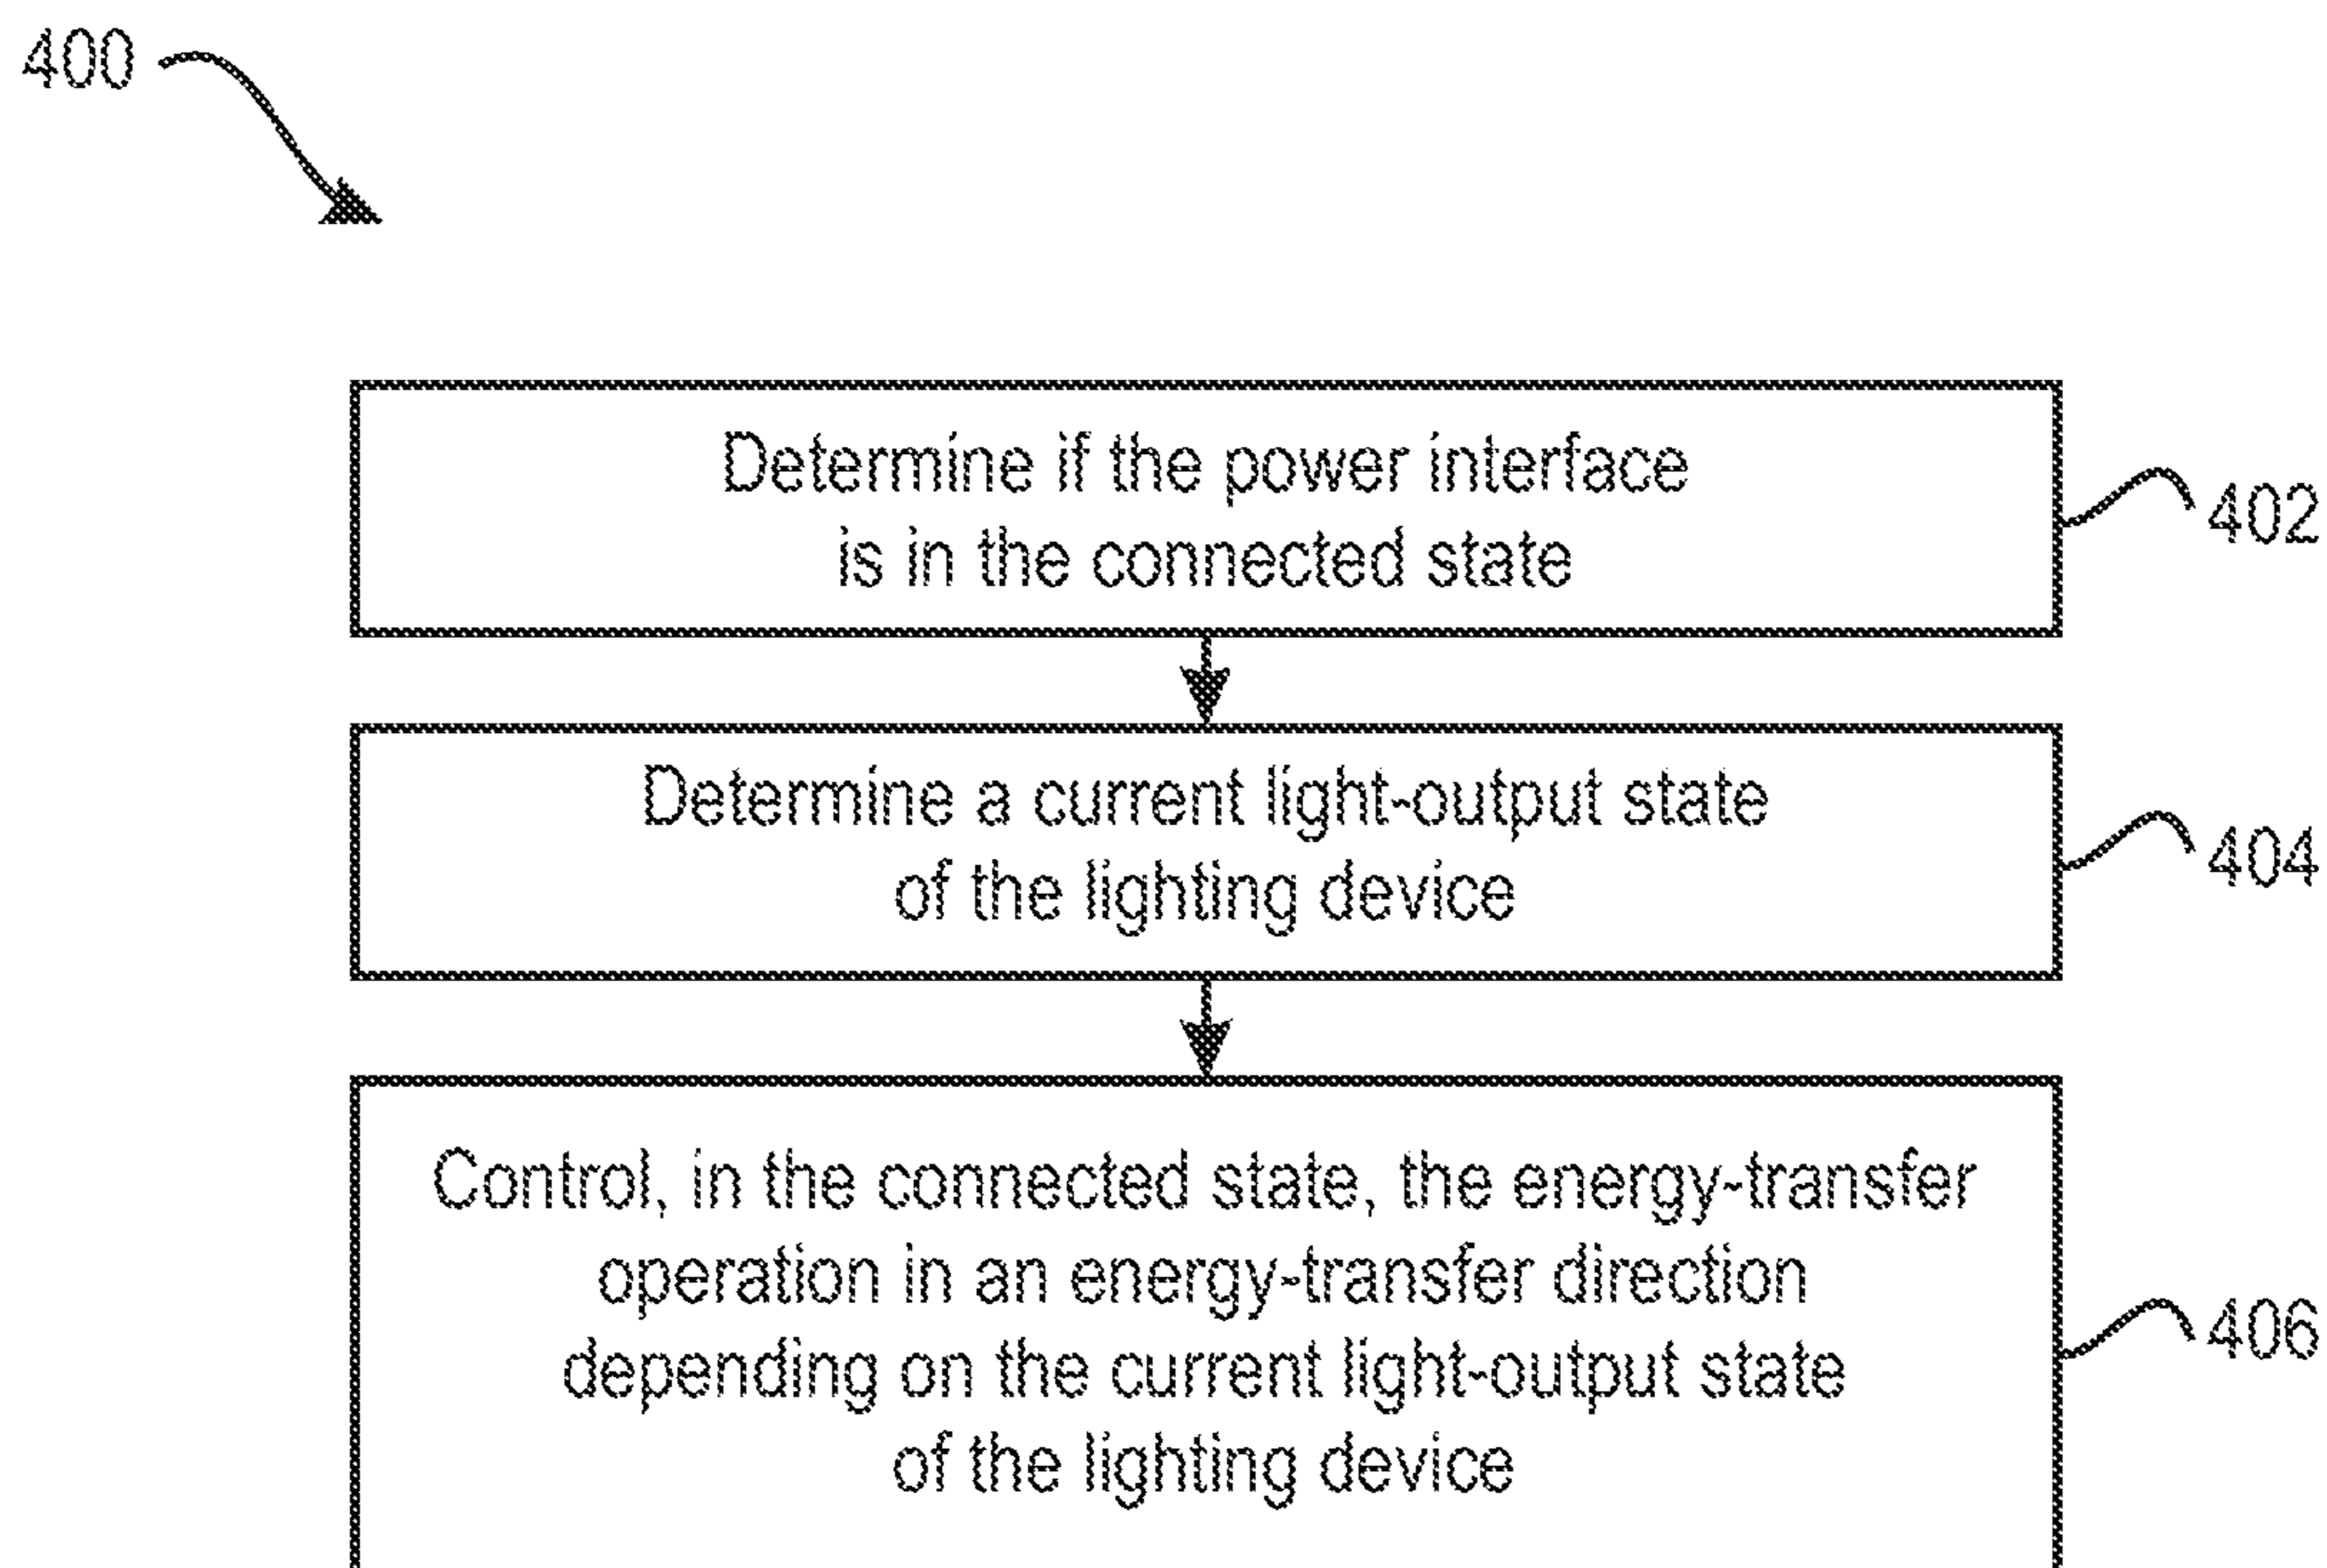 400
Determine if the power interface
is in the connected state
402
Determine a current light-output state
of the lighting device
404
Control, in the connected state, the energy-transfer
operation in an energy-transfer direction
depending on the current light-output state
of the lighting device
406